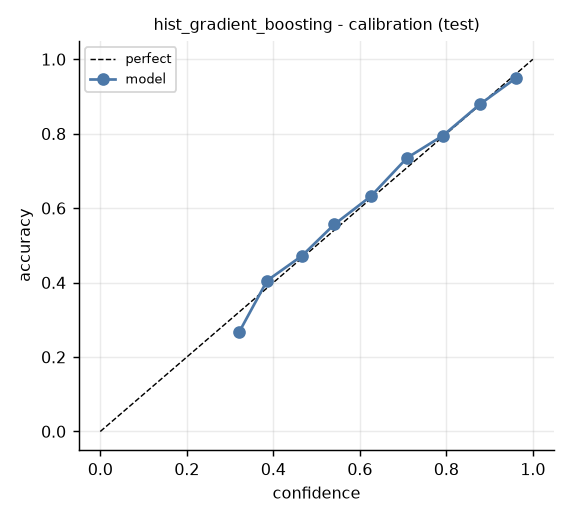 hist_gradient_boosting - calibration (test)
perfect
model
1.0
0.8
0.6
0.4
0.2
0.0
accuracy
0.0 0.2 0.4 0.6 0.8 1.0
confidence